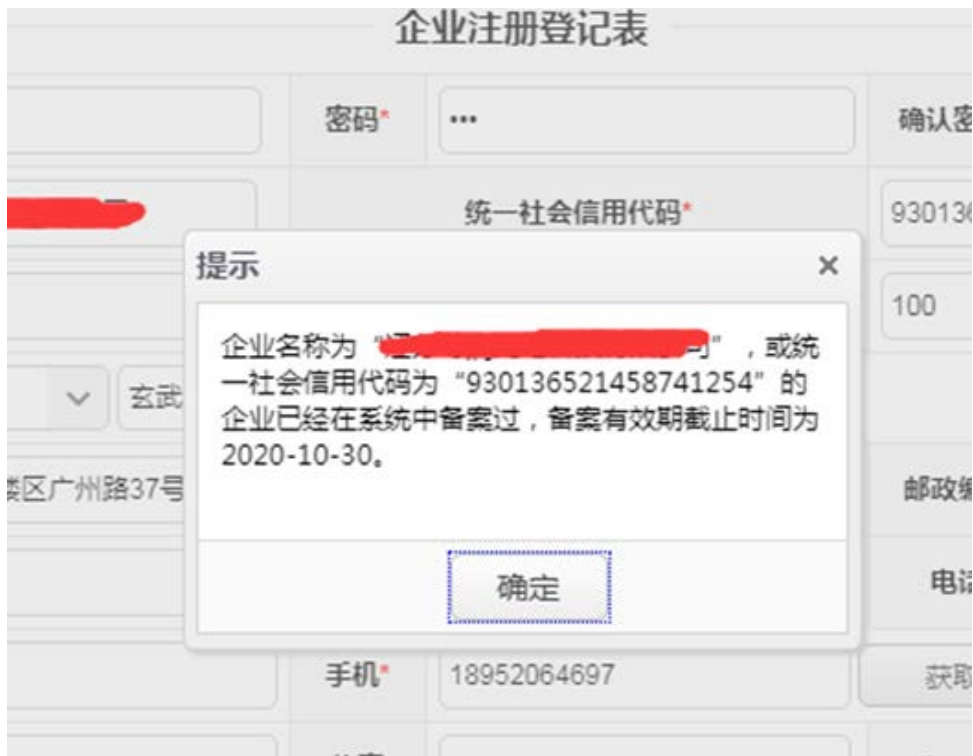 企业注册登记表
密码* ••• 确认
统一社会信用代码* 930136
提示 ×
100
企业名称为“ 司”，或统
一社会信用代码为“930136521458741254”的
企业已经在系统中备案过，备案有效期截止时间为
2020-10-30。
玄武
区广州路37号
邮政
确定
电话
手机* 18952064697 获取